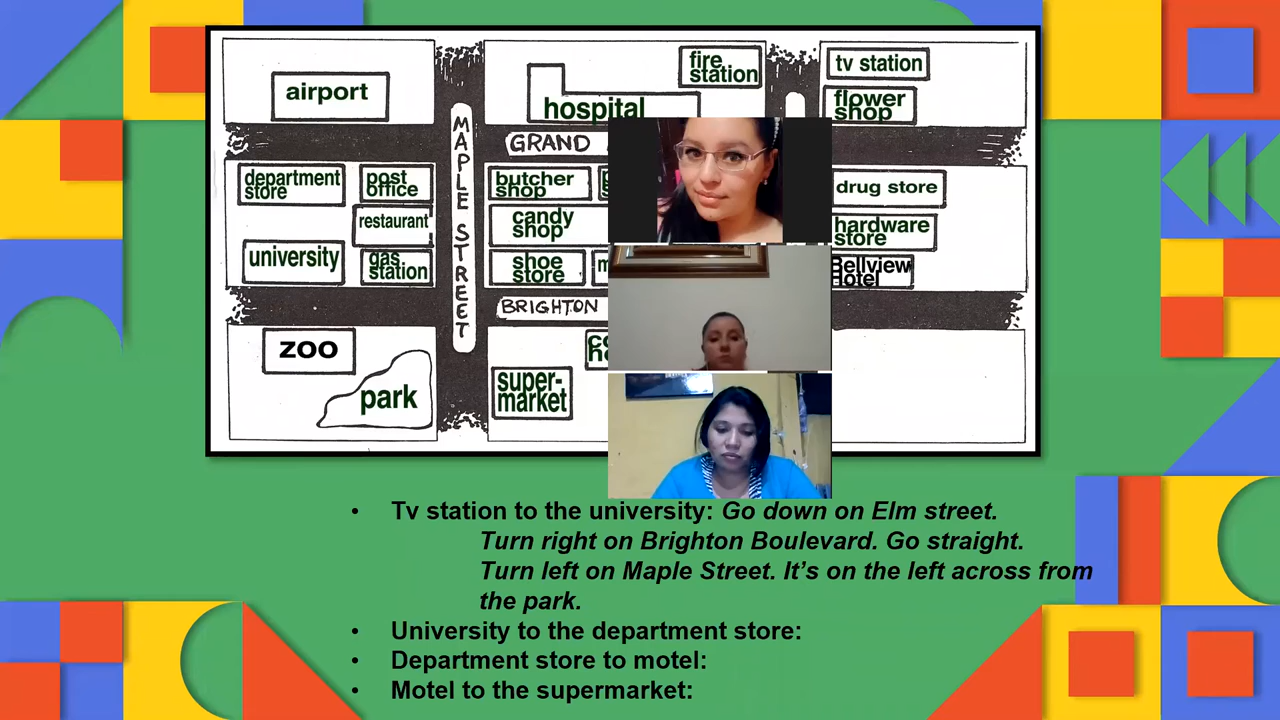 fire
station
tv station
airport
hospital
flower
shop
MAPLE STREET
GRAND
department
store
post
office
butcher
shop
drug store
restaurant
candy
shop
hardware
store
university
gas
station
shoe
store
Bellview
Hotel
BRIGHTON
zoo
park
super-
market
• Tv station to the university: Go down on Elm street.
Turn right on Brighton Boulevard. Go straight.
Turn left on Maple Street. It’s on the left across from
the park.
• University to the department store:
• Department store to motel:
• Motel to the supermarket: